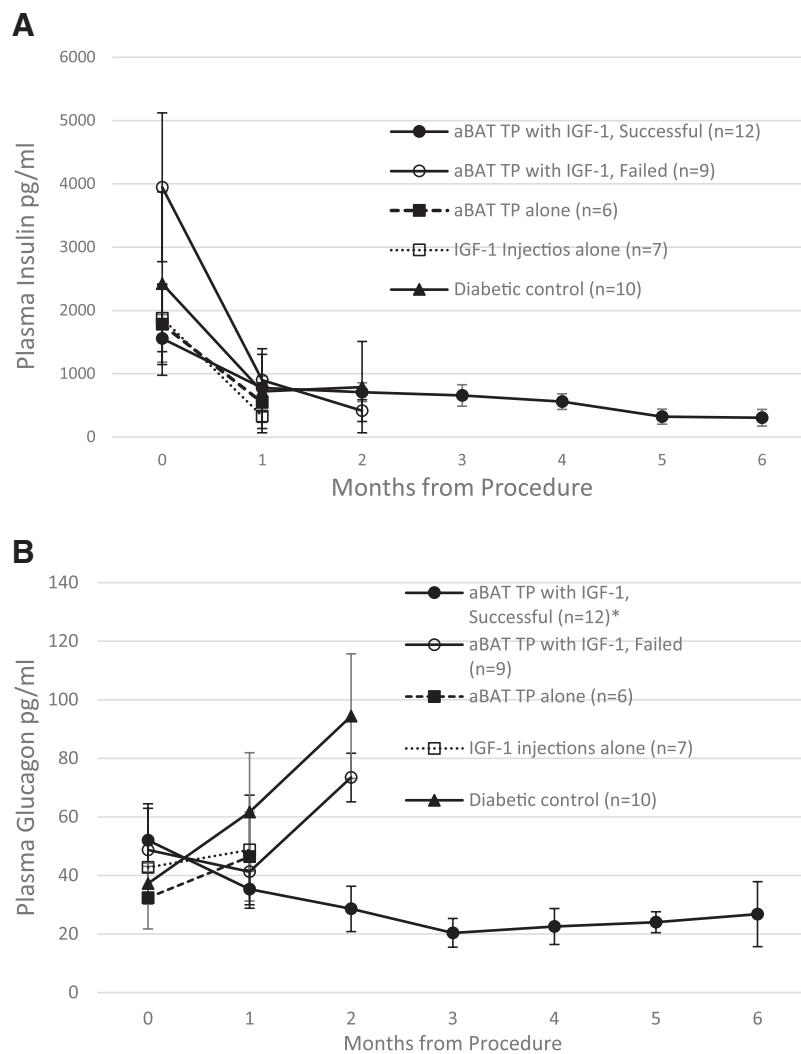 A
6000
5000
4000
3000
2000
1000
0
Plasma Insulin pg/ml
aBAT TP with IGF-1, Successful (n=12)
aBAT TP with IGF-1, Failed (n=9)
aBAT TP alone (n=6)
IGF-1 Injectios alone (n=7)
Diabetic control (n=10)
0 1 2 3 4 5 6
Months from Procedure
B
140
120
100
80
60
40
20
0
Plasma Glucagon pg/ml
aBAT TP with IGF-1,
Successful (n=12)*
aBAT TP with IGF-1, Failed
(n=9)
aBAT TP alone (n=6)
IGF-1 injections alone (n=7)
Diabetic control (n=10)
0 1 2 3 4 5 6
Months from Procedure